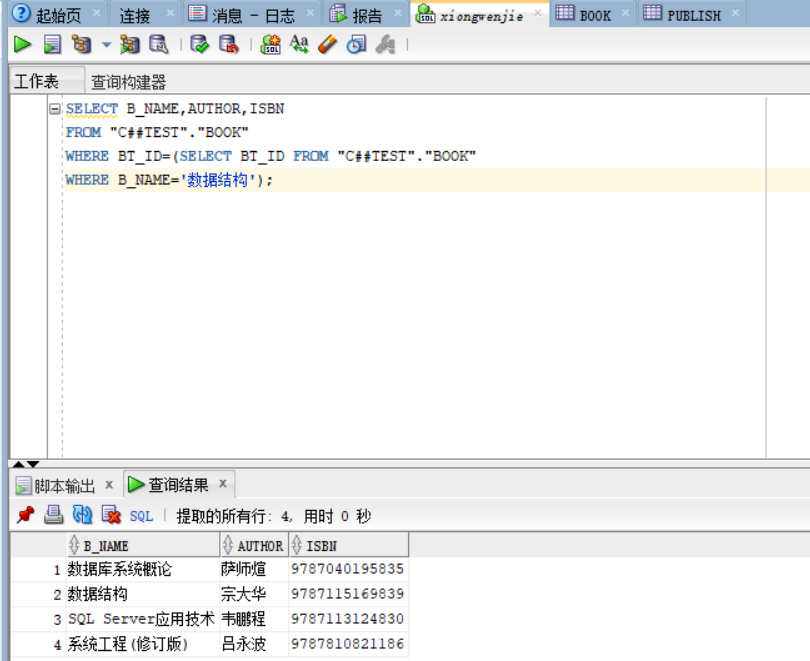 起始页 连接 消息 - 日志 报告 xiongwenjie BOOK PUBLISH
工作表 查询构建器
SELECT B_NAME,AUTHOR,ISBN
FROM "C##TEST"."BOOK"
WHERE BT_ID=(SELECT BT_ID FROM "C##TEST"."BOOK"
WHERE B_NAME='数据结构');
脚本输出 查询结果
SQL | 提取的所有行: 4, 用时 0 秒
B_NAME AUTHOR ISBN
1 数据库系统概论 萨师煊 9787040195835
2 数据结构 宗大华 9787115169839
3 SQL Server应用技术 韦鹏程 9787113124830
4 系统工程(修订版) 吕永波 9787810821186